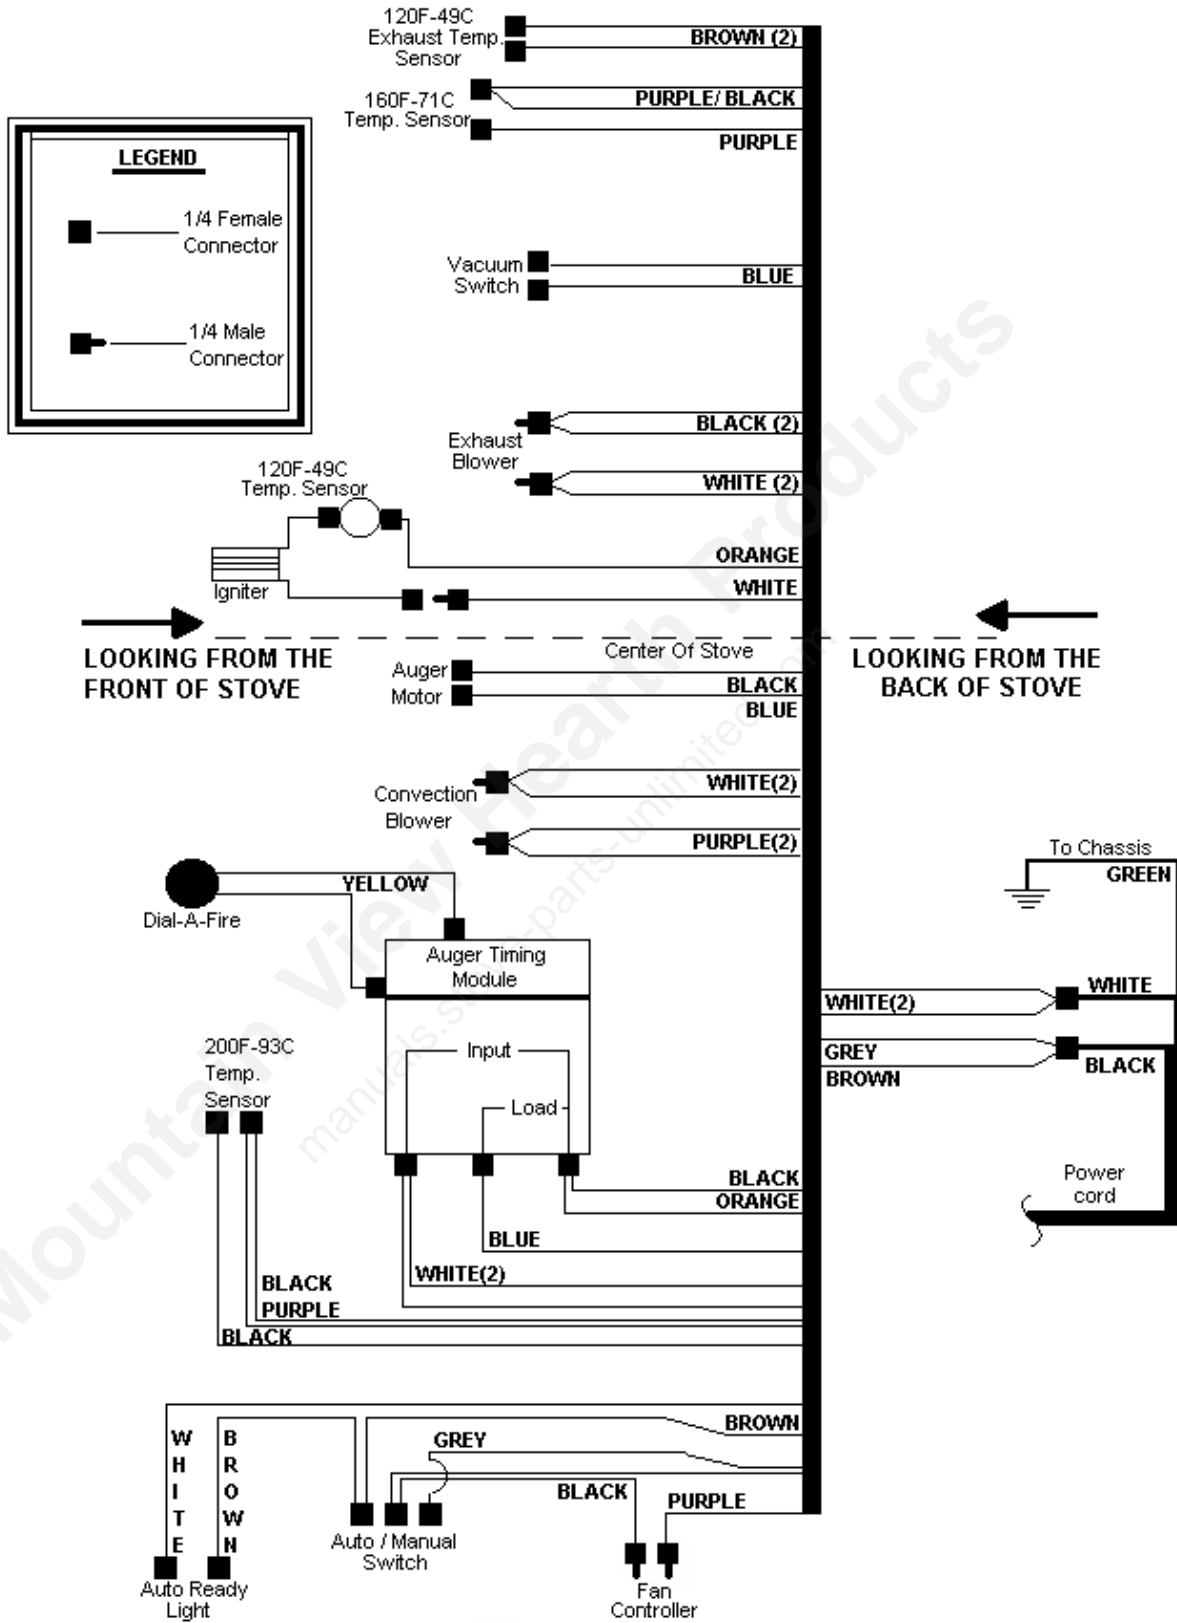 120F-49C
Exhaust Temp.
Sensor
BROWN (2)
160F-71C
Temp. Sensor
PURPLE/ BLACK
PURPLE
LEGEND
1/4 Female
Connector
1/4 Male
Connector
Vacuum
Switch
BLUE
Exhaust
Blower
BLACK (2)
WHITE (2)
120F-49C
Temp. Sensor
Igniter
ORANGE
WHITE
LOOKING FROM THE
FRONT OF STOVE
Center Of Stove
LOOKING FROM THE
BACK OF STOVE
Auger
Motor
BLACK
BLUE
Convection
Blower
WHITE(2)
PURPLE(2)
Dial-A-Fire
YELLOW
Auger Timing
Module
Input
Load
To Chassis
GREEN
WHITE(2)
WHITE
GREY
BROWN
BLACK
Power
cord
200F-93C
Temp.
Sensor
BLACK
ORANGE
BLUE
WHITE(2)
BLACK
PURPLE
BLACK
WHITE
BROWN
BROWN
GREY
BLACK
PURPLE
Auto / Manual
Switch
Auto Ready
Light
Fan
Controller
Mountain View Hearth Products